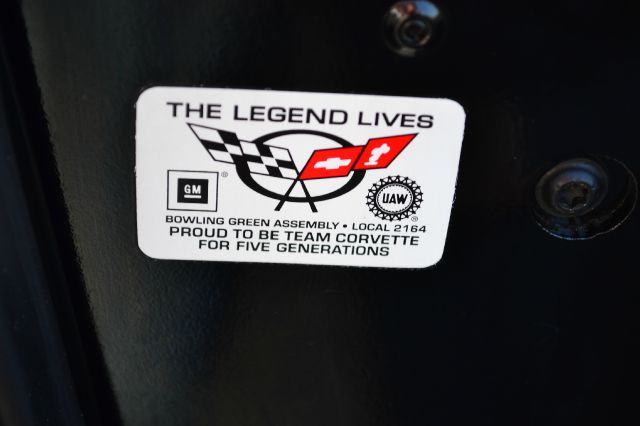 THE LEGEND LIVES
GM ®
UAW ®
BOWLING GREEN ASSEMBLY • LOCAL 2164
PROUD TO BE TEAM CORVETTE
FOR FIVE GENERATIONS